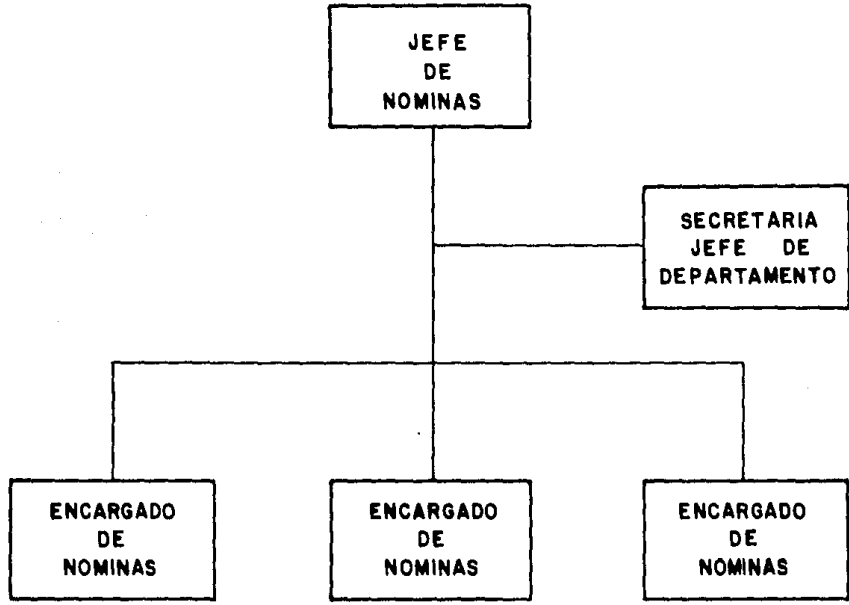 JEFE
DE
NOMINAS
SECRETARIA
JEFE DE
DEPARTAMENTO
ENCARGADO
DE
NOMINAS
ENCARGADO
DE
NOMINAS
ENCARGADO
DE
NOMINAS